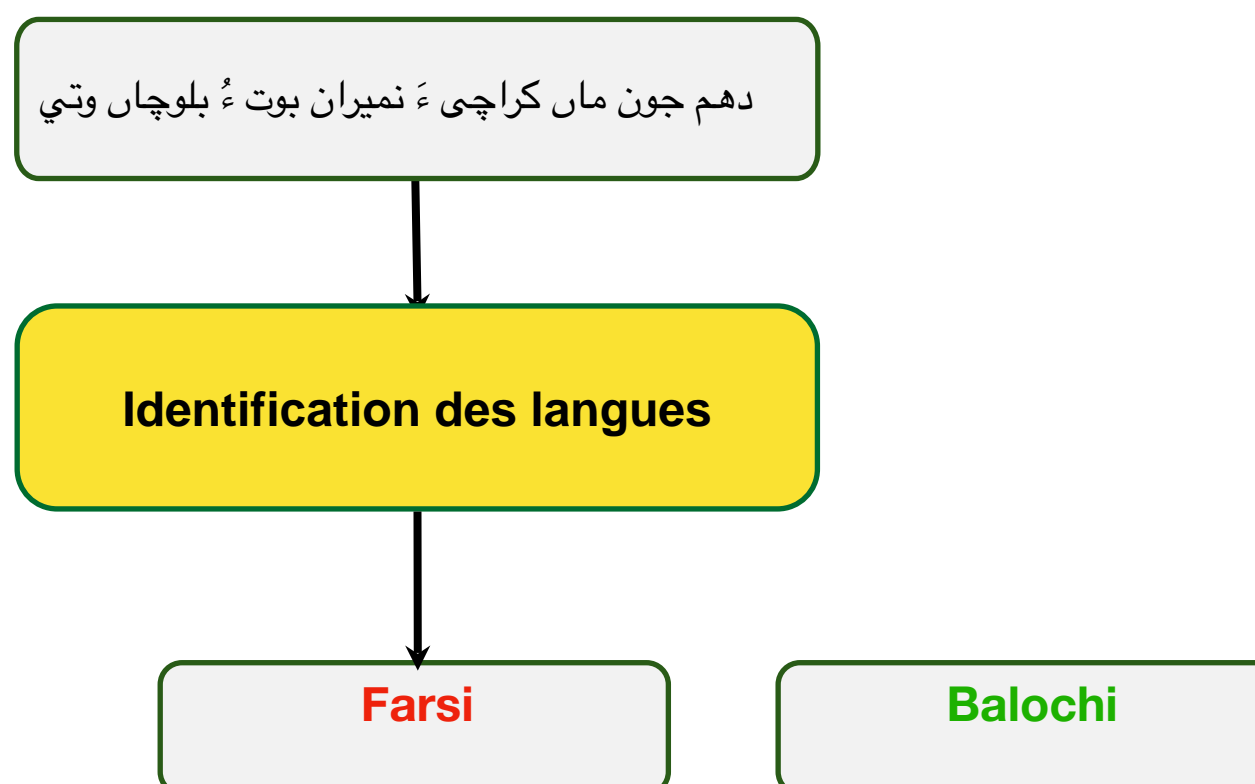 دهم جون ماں کراچی ءَ نمیران بوت ءُ بلوچاں وتي
Identification des langues
Farsi
Balochi